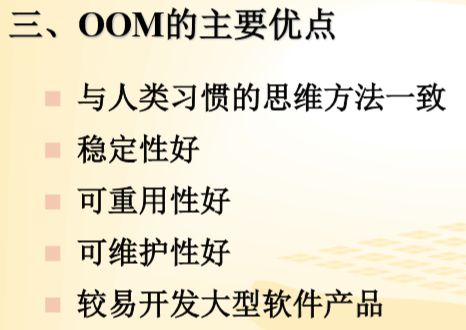 三、OOM的主要优点
与人类习惯的思维方法一致
稳定性好
可重用性好
可维护性好
较易开发大型软件产品